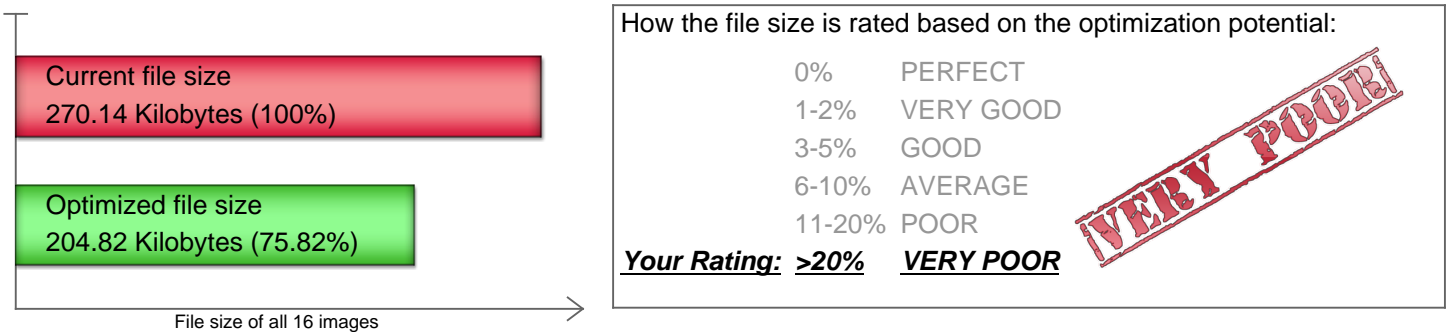 Current file size
270.14 Kilobytes (100%)
Optimized file size
204.82 Kilobytes (75.82%)
File size of all 16 images
How the file size is rated based on the optimization potential:
0% PERFECT
1-2% VERY GOOD
3-5% GOOD
6-10% AVERAGE
11-20% POOR
Your Rating: >20% VERY POOR
VERY POOR